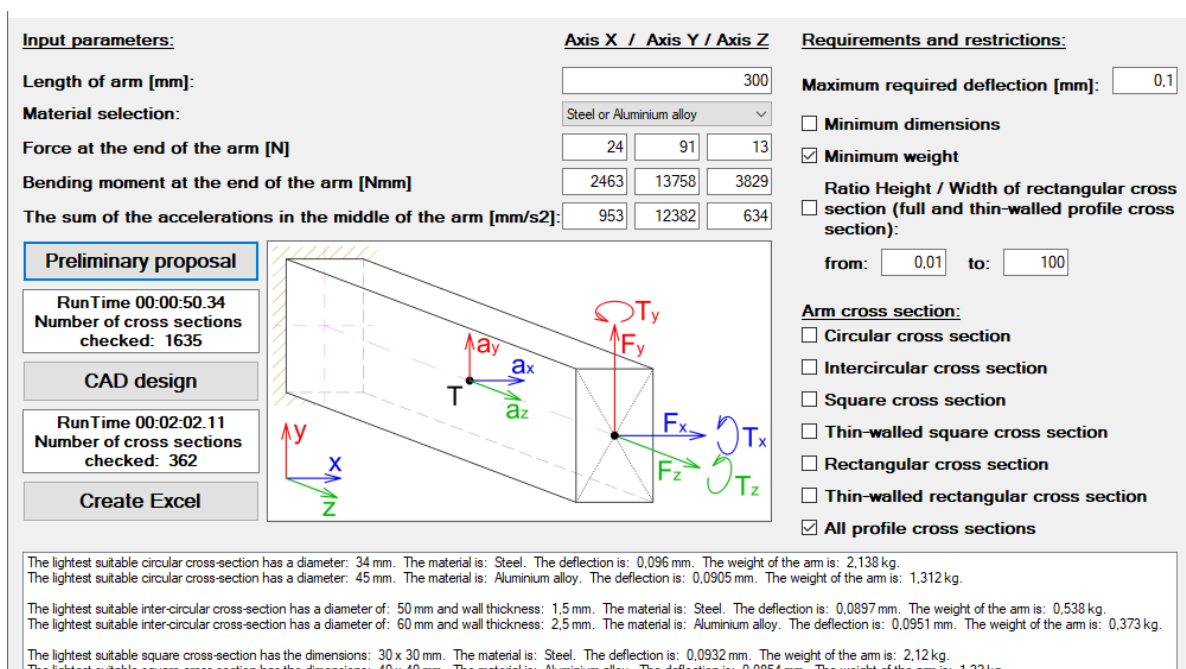 Input parameters:
Axis X / Axis Y / Axis Z
Requirements and restrictions:
Length of arm [mm]:
300
Maximum required deflection [mm]:
0,1
Material selection:
Steel or Aluminium alloy
Minimum dimensions
Force at the end of the arm [N]
24
91
13
Minimum weight
Bending moment at the end of the arm [Nmm]
2463
13758
3829
Ratio Height / Width of rectangular cross
section (full and thin-walled profile cross
section):
The sum of the accelerations in the middle of the arm [mm/s2]:
953
12382
634
from:
0,01
to:
100
Preliminary proposal
RunTime 00:00:50.34
Number of cross sections
checked: 1635
CAD design
RunTime 00:02:02.11
Number of cross sections
checked: 362
Create Excel
Ty
Fy
ay
ax
T
az
Fx
Tx
Fz
Tz
y
x
z
Arm cross section:
Circular cross section
Intercircular cross section
Square cross section
Thin-walled square cross section
Rectangular cross section
Thin-walled rectangular cross section
All profile cross sections
The lightest suitable circular cross-section has a diameter: 34 mm. The material is: Steel. The deflection is: 0,096 mm. The weight of the arm is: 2,138 kg.
The lightest suitable circular cross-section has a diameter: 45 mm. The material is: Aluminium alloy. The deflection is: 0,0905 mm. The weight of the arm is: 1,312 kg.
The lightest suitable inter-circular cross-section has a diameter of: 50 mm and wall thickness: 1,5 mm. The material is: Steel. The deflection is: 0,0897 mm. The weight of the arm is: 0,538 kg.
The lightest suitable inter-circular cross-section has a diameter of: 60 mm and wall thickness: 2,5 mm. The material is: Aluminium alloy. The deflection is: 0,0951 mm. The weight of the arm is: 0,373 kg.
The lightest suitable square cross-section has the dimensions: 30 x 30 mm. The material is: Steel. The deflection is: 0,0932 mm. The weight of the arm is: 2,12 kg.